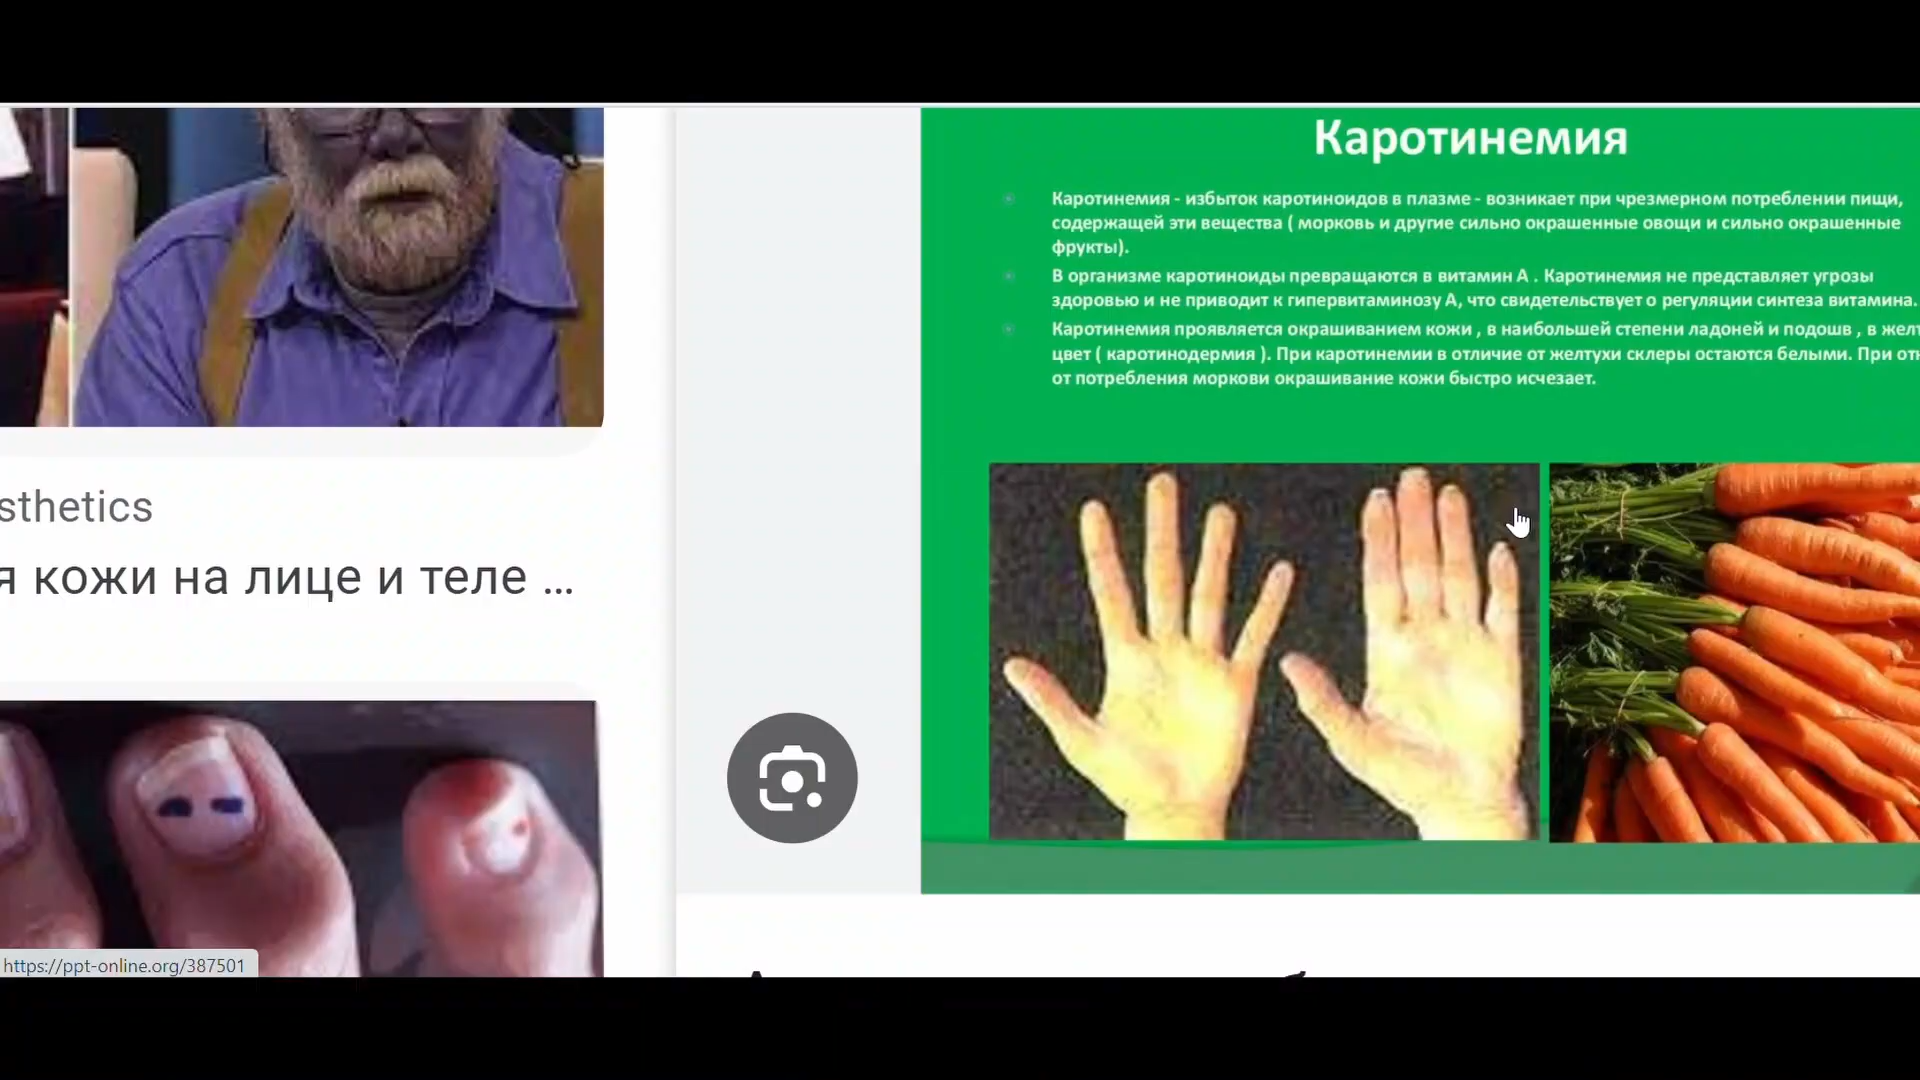 Каротинемия
Каротинемия - избыток каротиноидов в плазме - возникает при чрезмерном потреблении пищи,
содержащей эти вещества ( морковь и другие сильно окрашенные овощи и сильно окрашенные
фрукты).
В организме каротиноиды превращаются в витамин А . Каротинемия не представляет угрозы
здоровью и не приводит к гипервитаминозу А, что свидетельствует о регуляции синтеза витамина.
Каротинемия проявляется окрашиванием кожи , в наибольшей степени ладоней и подошв , в
цвет ( каротинодермия ). При каротинемии в отличие от желтухи склеры остаются белыми. При
от потребления моркови окрашивание кожи быстро исчезает.
sthetics
я кожи на лице и теле ...
https://ppt-online.org/387501